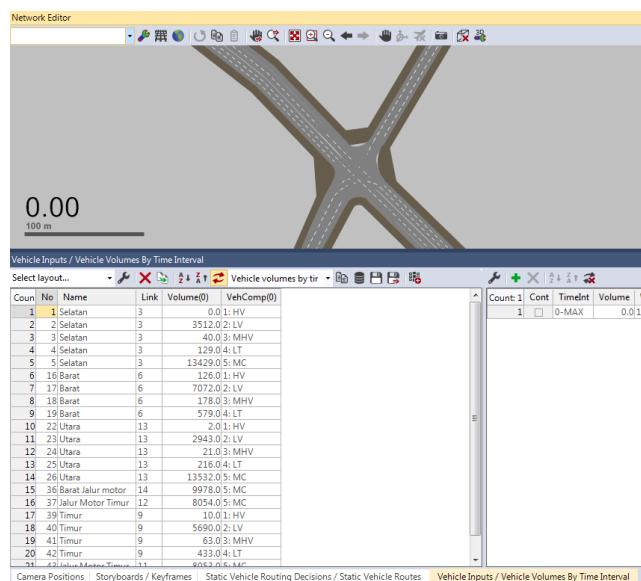 Network Editor
0.00
100 m
Vehicle Inputs / Vehicle Volumes By Time Interval
Select layout... Vehicle volumes by tir
Coun No Name Link Volume(0) VehComp(0)
1 1 Selatan 3 0.0 1: HV
2 2 Selatan 3 3512.0 2: LV
3 3 Selatan 3 40.0 3: MHV
4 4 Selatan 3 129.0 4: LT
5 5 Selatan 3 13429.0 5: MC
6 16 Barat 6 126.0 1: HV
7 17 Barat 6 7072.0 2: LV
8 18 Barat 6 178.0 3: MHV
9 19 Barat 6 579.0 4: LT
10 22 Utara 13 2.0 1: HV
11 23 Utara 13 2943.0 2: LV
12 24 Utara 13 21.0 3: MHV
13 25 Utara 13 216.0 4: LT
14 26 Utara 13 13532.0 5: MC
15 36 Barat Jalur motor 14 9978.0 5: MC
16 37 Jalur Motor Timur 12 8054.0 5: MC
17 39 Timur 9 10.0 1: HV
18 40 Timur 9 5690.0 2: LV
19 41 Timur 9 63.0 3: MHV
20 42 Timur 9 433.0 4: LT
21 43 Jalur Motor Timur 11 8053.0 5: MC
Count: 1 Cont TimeInt Volume
1 0-MAX 0.0 1
Camera Positions Storyboards / Keyframes Static Vehicle Routing Decisions / Static Vehicle Routes Vehicle Inputs / Vehicle Volumes By Time Interval